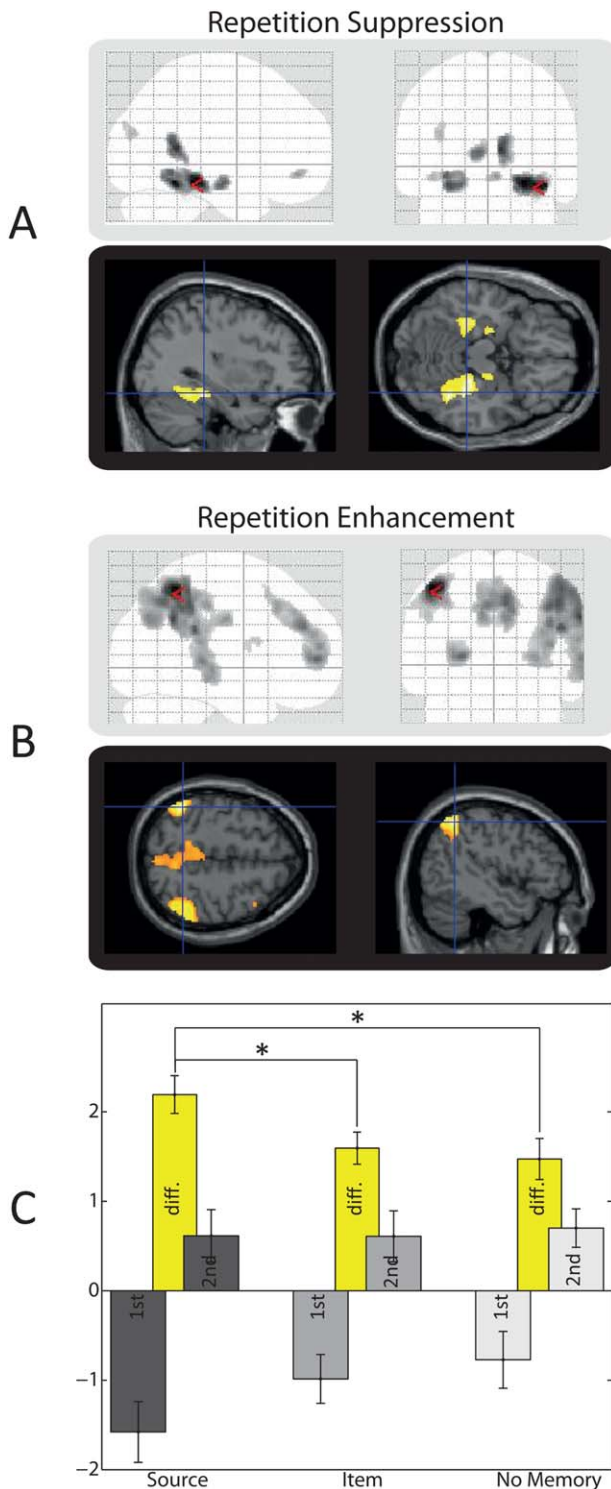 Repetition Suppression
A
<
<
Repetition Enhancement
B
<
<
C
*
*
2
1
0
−1
−2
1st
diff.
2nd
1st
diff.
2nd
1st
diff.
2nd
Source
Item
No Memory